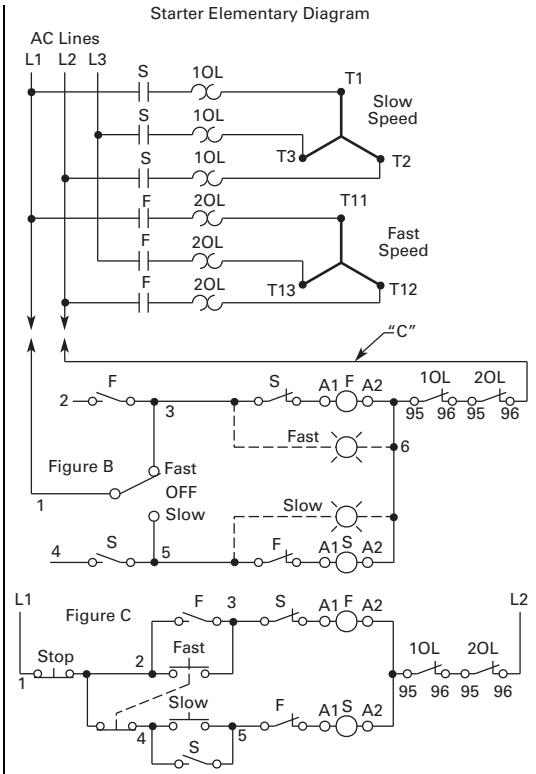 Starter Elementary Diagram
AC Lines
L1 L2 L3
S 1OL T1
Slow
Speed
S 1OL
T3 T2
S 1OL
F 2OL T11
Fast
Speed
F 2OL
T13 T12
F 2OL
"C"
2 F 3 S A1 F A2 1OL 2OL
95 96 95 96
Fast 6
Figure B Fast
OFF
1
Slow Slow
4 S 5 F A1 S A2
L1 L2
Figure C
F 3 S A1 F A2
1OL 2OL
Stop 2 Fast
1 95 96 95 96
Slow
4 5 F A1 S A2
S